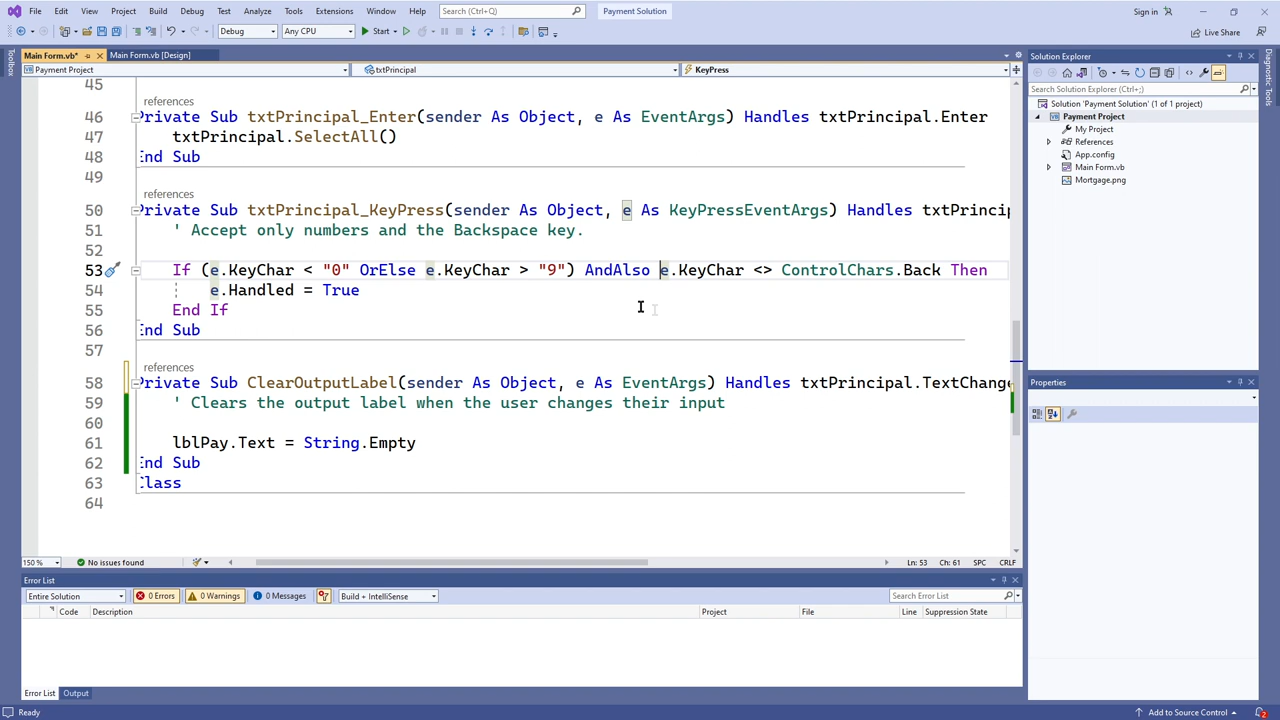 File Edit View Project Build Debug Test Analyze Tools Extensions Window Help Search (Ctrl+Q) Payment Solution Sign in
Debug Any CPU Start Live Share
Main Form.vb* Main Form.vb [Design]
Payment Project txtPrincipal KeyPress
Toolbox
45
references
46 Private Sub txtPrincipal_Enter(sender As Object, e As EventArgs) Handles txtPrincipal.Enter
47 txtPrincipal.SelectAll()
48 End Sub
49
references
50 Private Sub txtPrincipal_KeyPress(sender As Object, e As KeyPressEventArgs) Handles txtPrincip
51 ' Accept only numbers and the Backspace key.
52
53 If (e.KeyChar < "0" OrElse e.KeyChar > "9") AndAlso e.KeyChar <> ControlChars.Back Then
54 e.Handled = True
55 End If
56 End Sub
57
references
58 Private Sub ClearOutputLabel(sender As Object, e As EventArgs) Handles txtPrincipal.TextChange
59 ' Clears the output label when the user changes their input
60
61 lblPay.Text = String.Empty
62 End Sub
63 Class
64
150 % No issues found Ln: 53 Ch: 61 SPC CRLF
Error List
Entire Solution 0 Errors 0 Warnings 0 Messages Build + IntelliSense Search Error List
Code Description Project File Line Suppression State
Error List Output
Solution Explorer
Search Solution Explorer (Ctrl+;)
Solution 'Payment Solution' (1 of 1 project)
Payment Project
My Project
References
App.config
Main Form.vb
Mortgage.png
Properties
Diagnostic Tools
Ready Add to Source Control 2